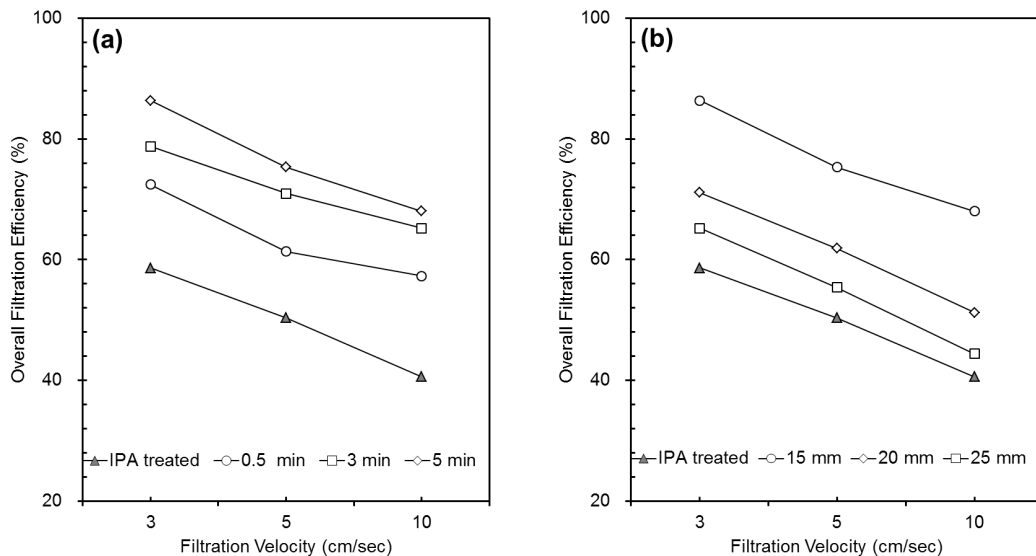 (a)
100
80
60
40
20
Overall Filtration Efficiency (%)
IPA treated 0.5 min 3 min 5 min
3 5 10
Filtration Velocity (cm/sec)
(b)
100
80
60
40
20
Overall Filtration Efficiency (%)
IPA treated 15 mm 20 mm 25 mm
3 5 10
Filtration Velocity (cm/sec)